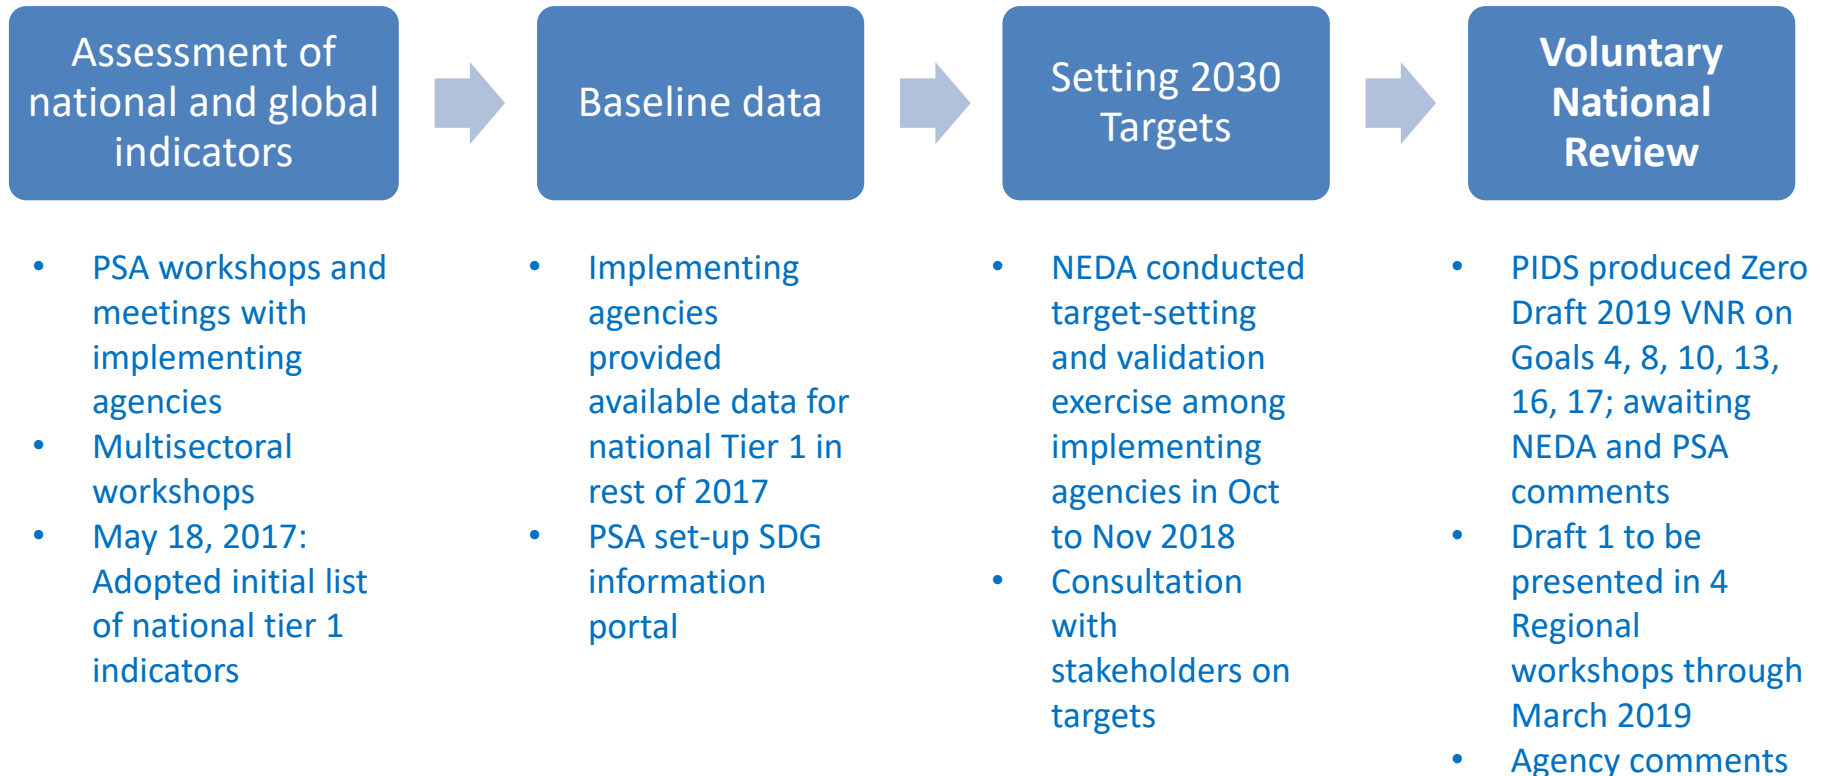 Assessment of
national and global
indicators
Baseline data
Setting 2030
Targets
Voluntary
National
Review
• PSA workshops and
meetings with
implementing
agencies
• Multisectoral
workshops
• May 18, 2017:
Adopted initial list
of national tier 1
indicators
• Implementing
agencies
provided
available data for
national Tier 1 in
rest of 2017
• PSA set-up SDG
information
portal
• NEDA conducted
target-setting
and validation
exercise among
implementing
agencies in Oct
to Nov 2018
• Consultation
with
stakeholders on
targets
• PIDS produced Zero
Draft 2019 VNR on
Goals 4, 8, 10, 13,
16, 17; awaiting
NEDA and PSA
comments
• Draft 1 to be
presented in 4
Regional
workshops through
March 2019
• Agency comments